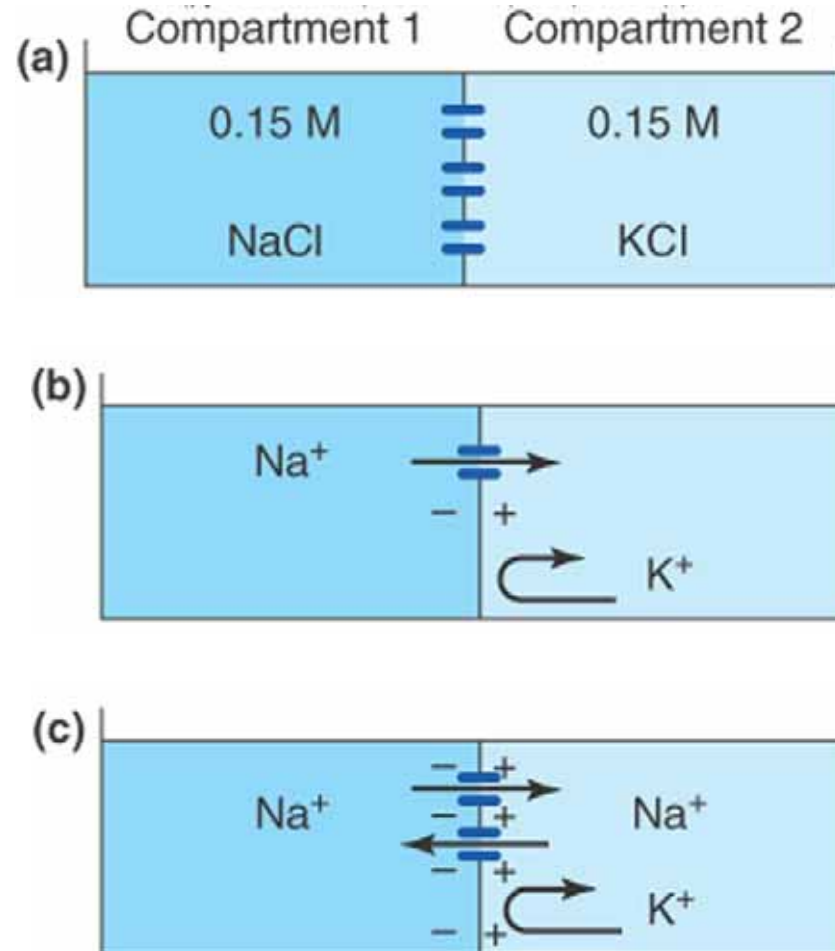 Compartment 1 Compartment 2
(a)
0.15 M 0.15 M
NaCl KCl
(b)
Na⁺
− +
K⁺
(c)
− +
Na⁺ Na⁺
− +
− +
K⁺
− +